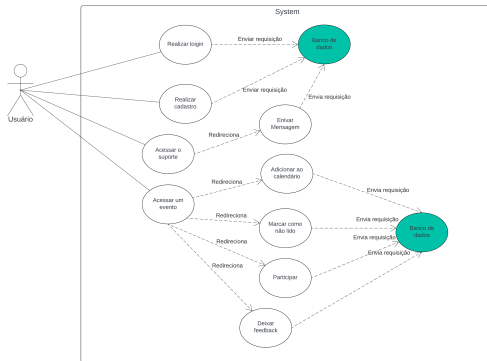 System
Realizar loigin
Enviar requisição
Banco de
dados
Enviar requisição
Envia requisição
Realizar
cadastro
Usuário
Enivar
Mensagem
Redireciona
Acessar o
suporte
Adicionar ao
calendário
Redireciona
Envia requisição
Acessar um
evento
Redireciona
Marcar como
não lido
Envia requisição
Banco de
dados
Envia requisição
Redireciona
Envia requisição
Redireciona
Participar
Deixar
feedback